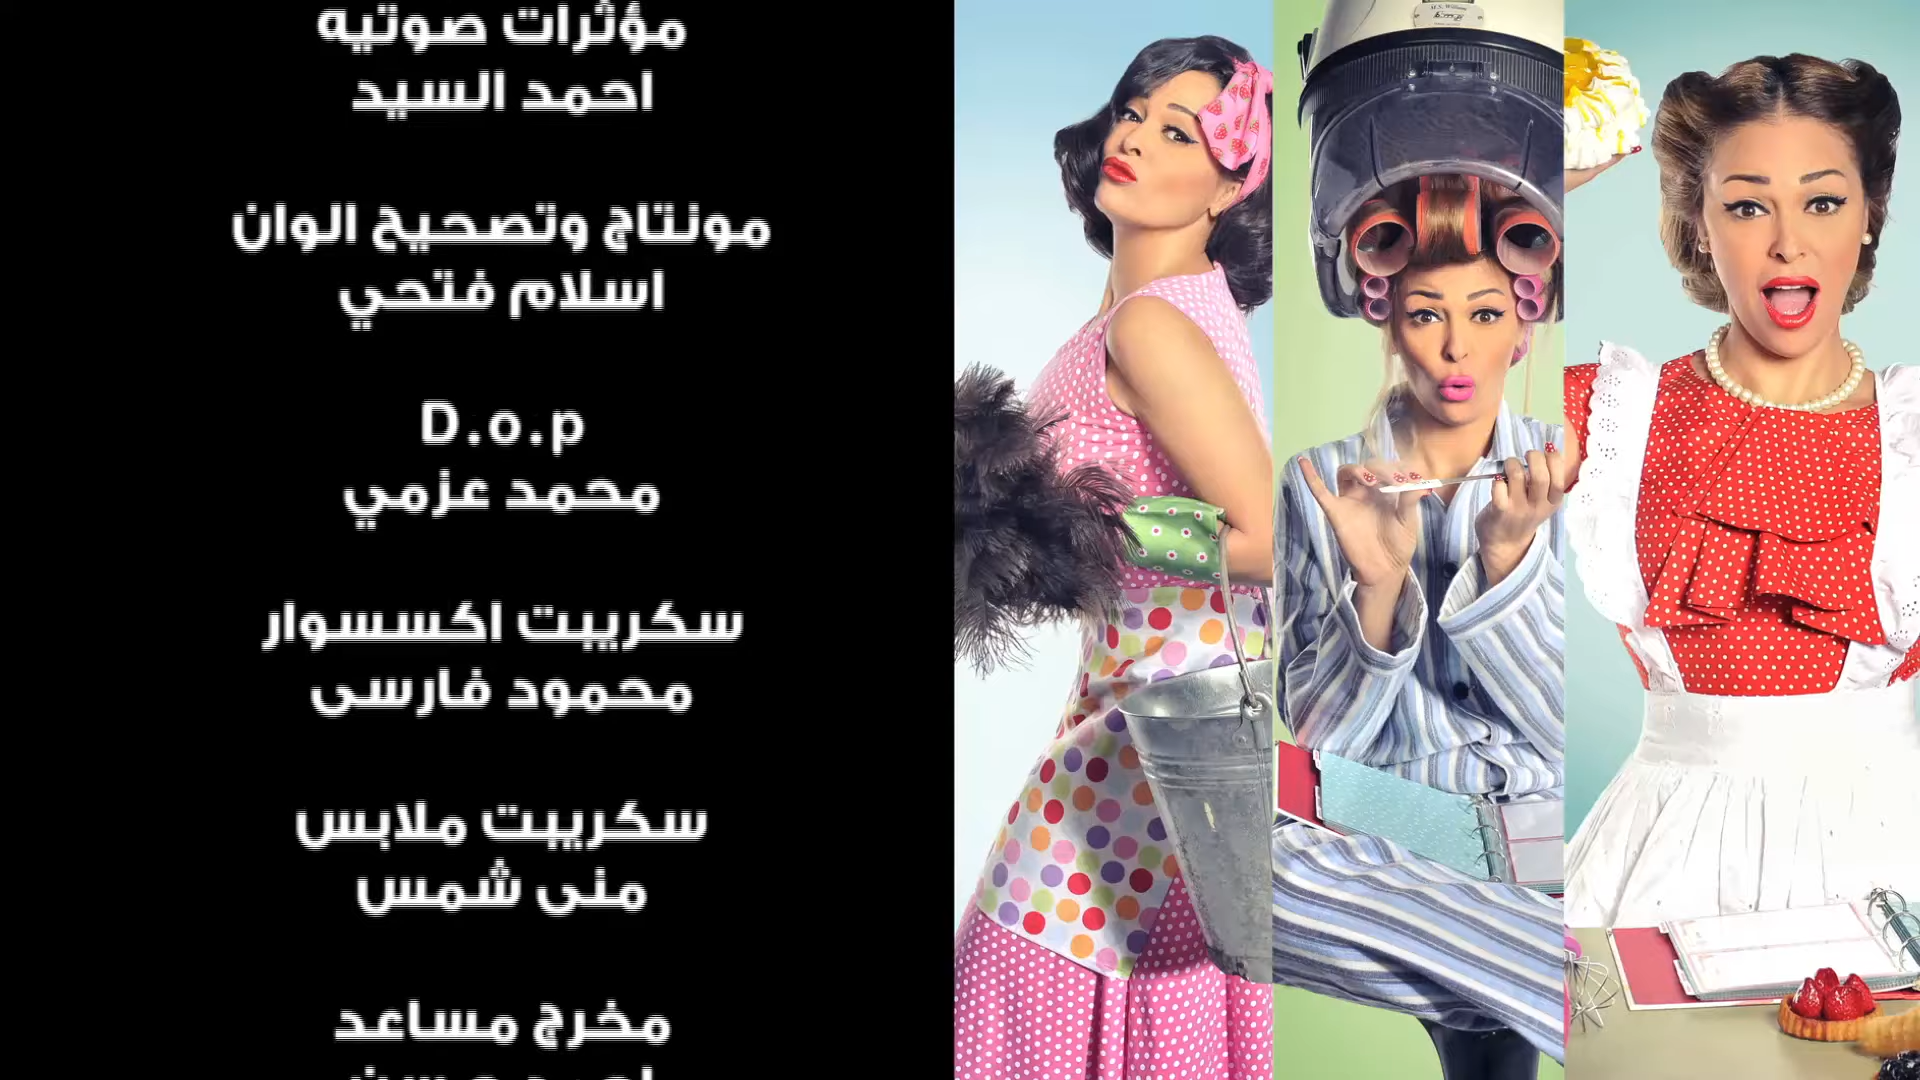 مؤثرات صوتيه
احمد السيد
مونتاج وتصحيح الوان
اسلام فتحي
D.o.p
محمد عزمي
سكريبت اكسسوار
محمود فارسى
سكريبت ملابس
منى شمس
مخرج مساعد